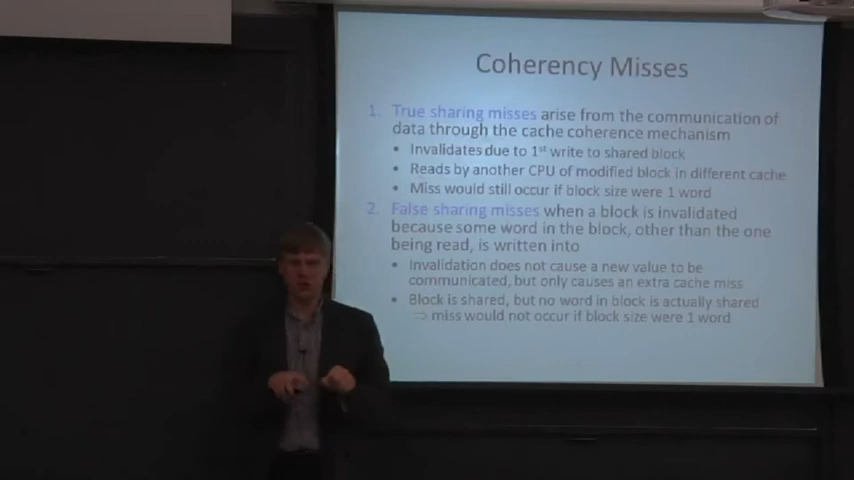 Coherency Misses
1. True sharing misses arise from the communication of
data through the cache coherence mechanism
• Invalidates due to 1st write to shared block
• Reads by another CPU of modified block in different cache
• Miss would still occur if block size were 1 word
2. False sharing misses when a block is invalidated
because some word in the block, other than the one
being read, is written into
• Invalidation does not cause a new value to be
communicated, but only causes an extra cache miss
• Block is shared, but no word in block is actually shared
⇒ miss would not occur if block size were 1 word